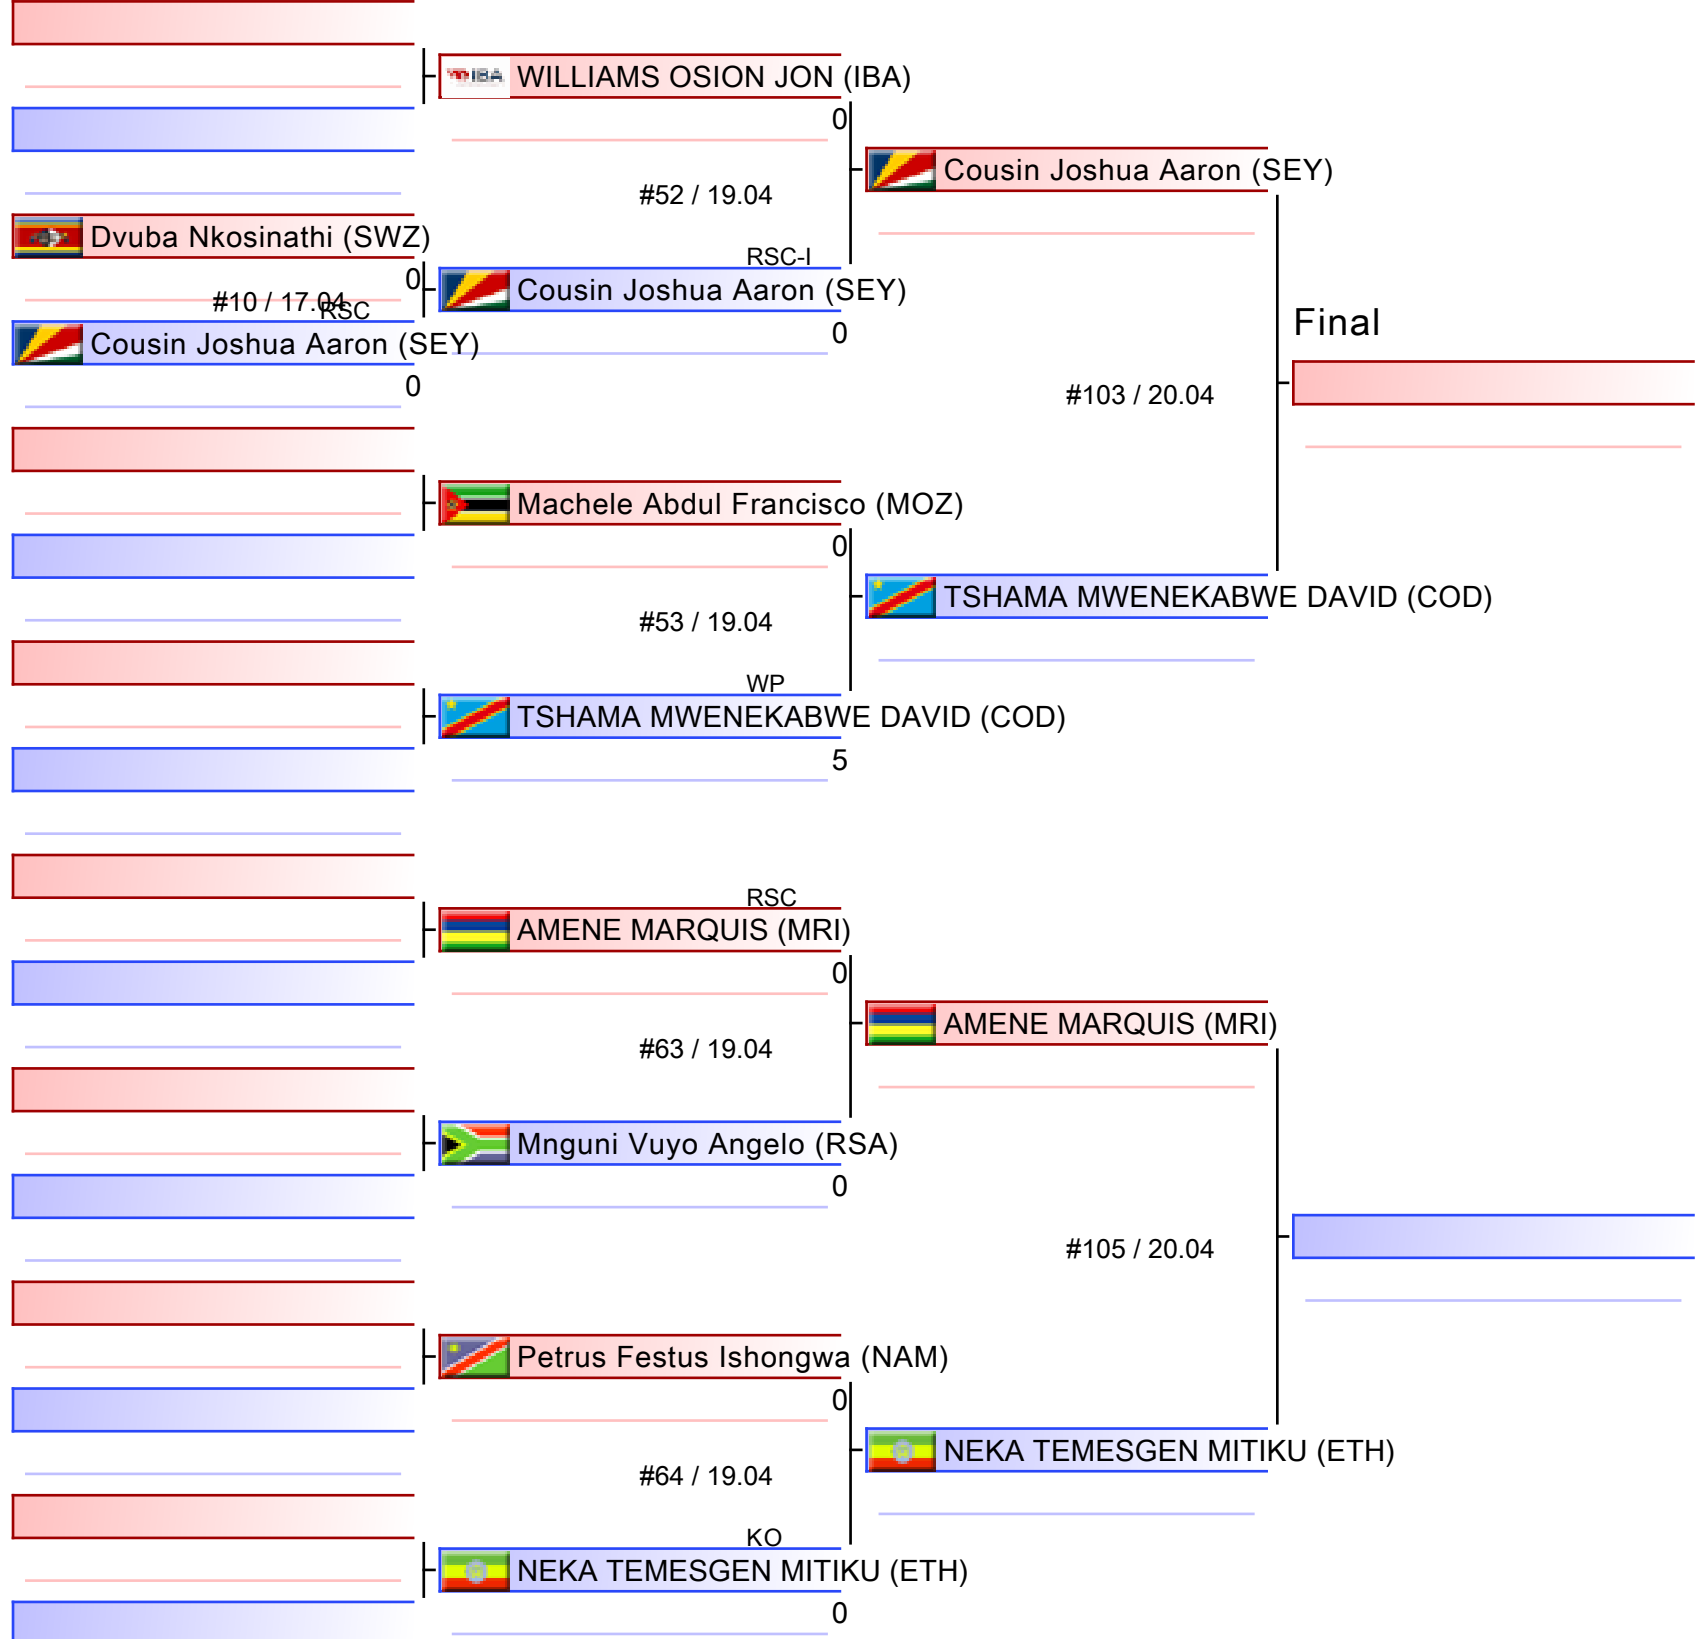 WILLIAMS OSION JON (IBA)
IBA
0
Cousin Joshua Aaron (SEY)
#52 / 19.04
Dvuba Nkosinathi (SWZ)
RSC-I
0
Cousin Joshua Aaron (SEY)
#10 / 17.04
RSC
Final
0
Cousin Joshua Aaron (SEY)
0
#103 / 20.04
Machele Abdul Francisco (MOZ)
0
TSHAMA MWENEKABWE DAVID (COD)
#53 / 19.04
WP
TSHAMA MWENEKABWE DAVID (COD)
5
RSC
AMENE MARQUIS (MRI)
0
AMENE MARQUIS (MRI)
#63 / 19.04
Mnguni Vuyo Angelo (RSA)
0
#105 / 20.04
Petrus Festus Ishongwa (NAM)
0
NEKA TEMESGEN MITIKU (ETH)
#64 / 19.04
KO
NEKA TEMESGEN MITIKU (ETH)
0